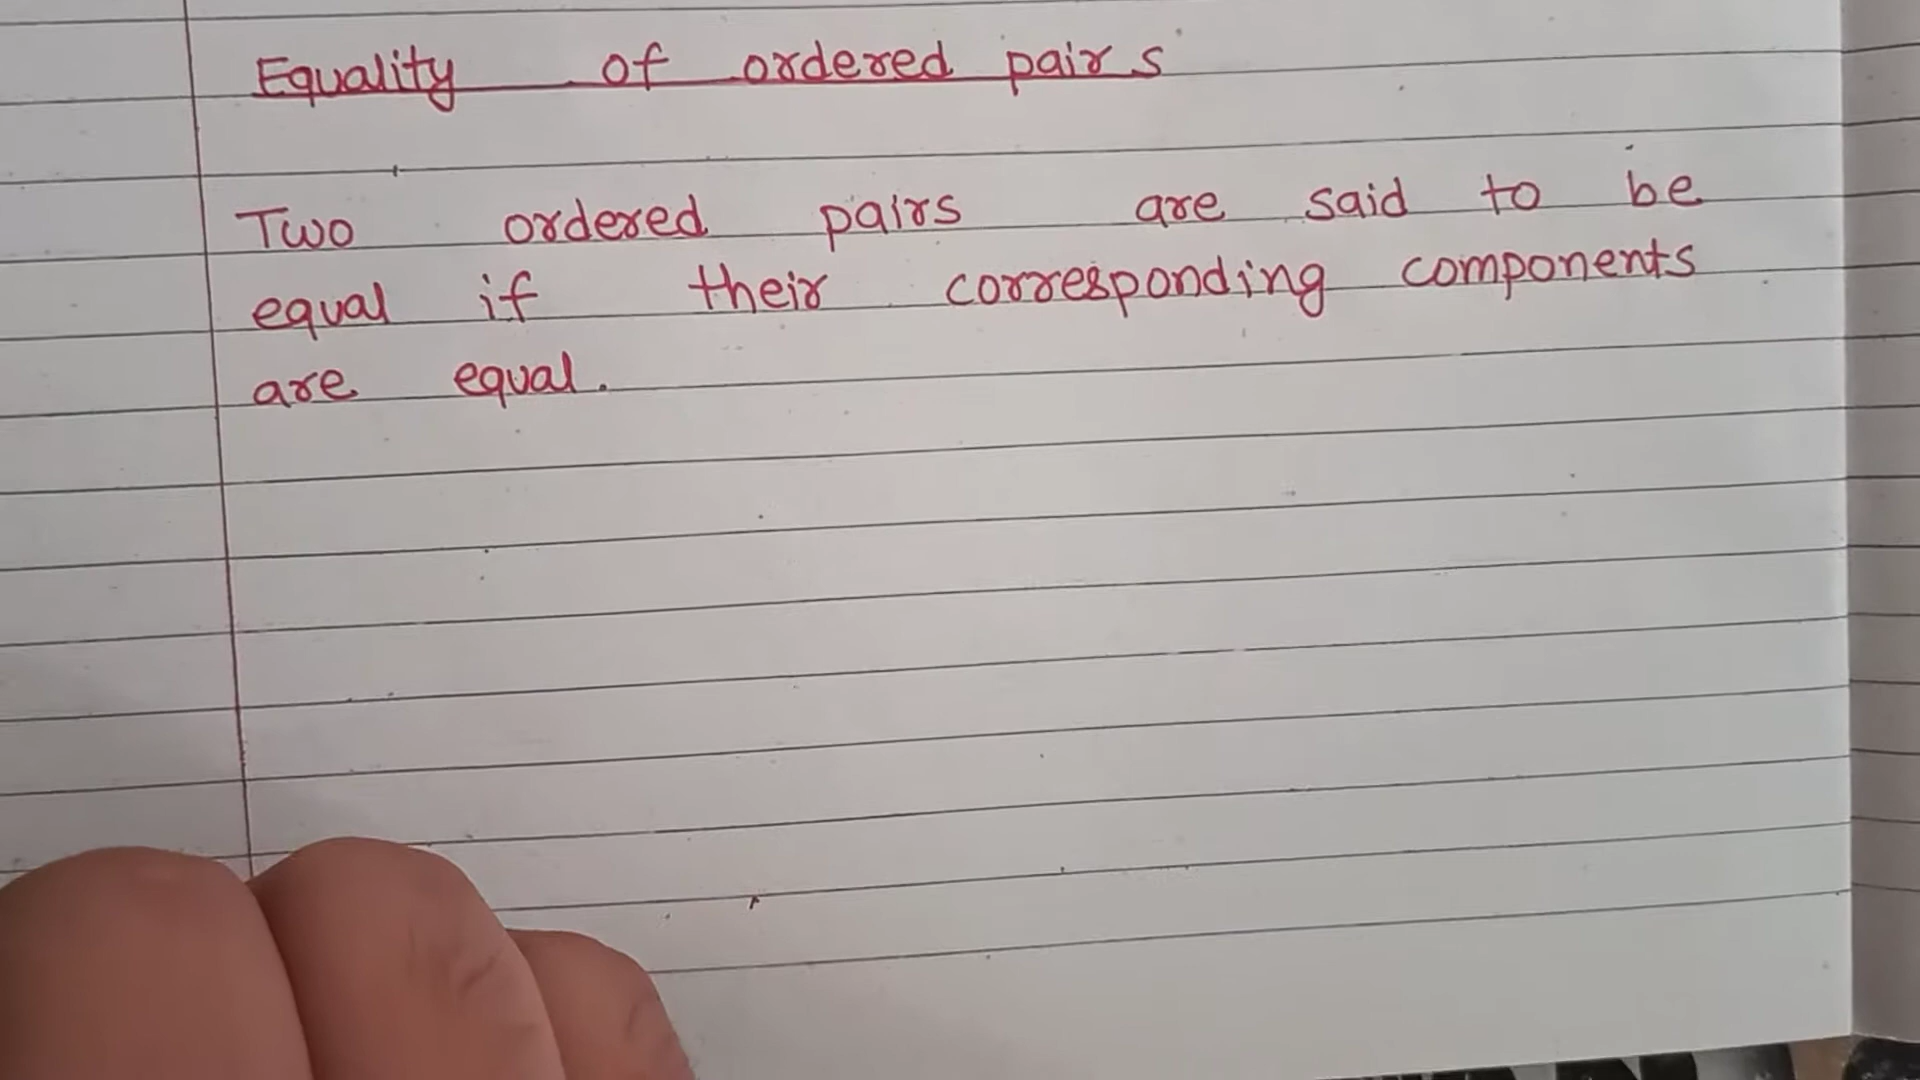 Equality of ordered pairs
Two ordered pairs are said to be
equal if their corresponding components
are equal.